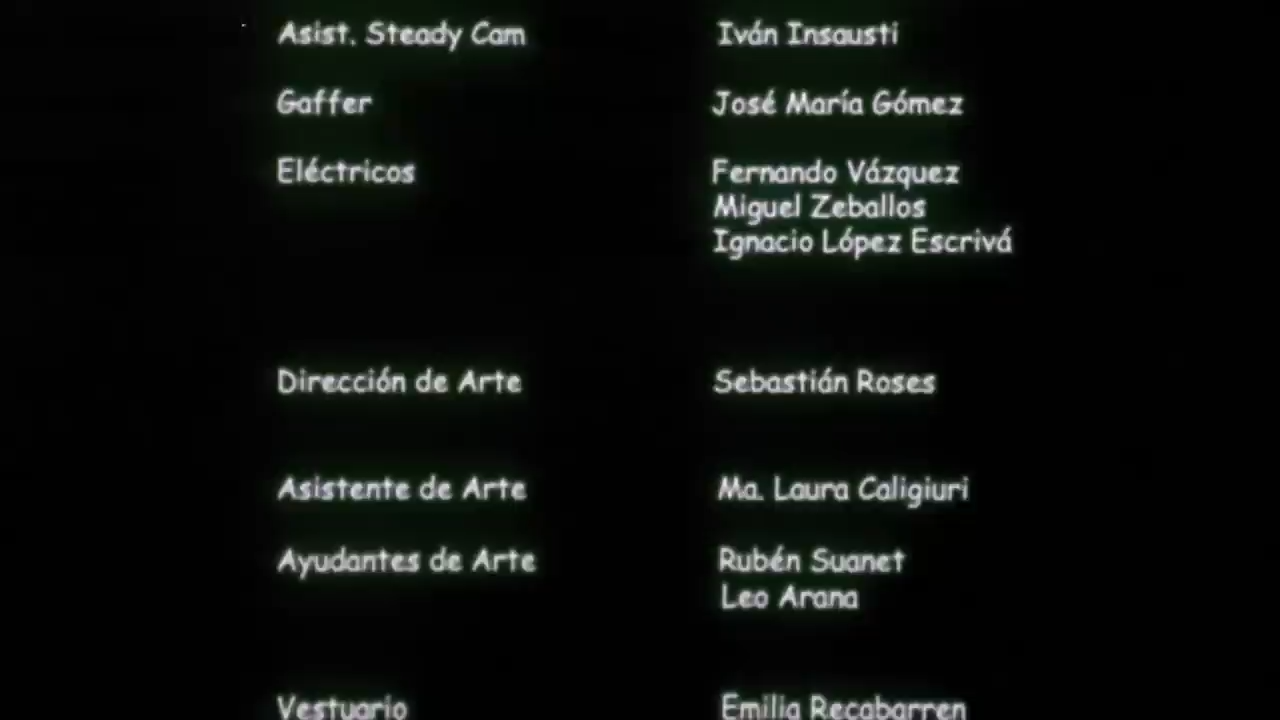 Asist. Steady Cam Iván Insausti
Gaffer José María Gómez
Eléctricos Fernando Vázquez
Miguel Zeballos
Ignacio López Escrivá
Dirección de Arte Sebastián Roses
Asistente de Arte Ma. Laura Caligiuri
Ayudantes de Arte Rubén Suanet
Leo Arana
Vestuario Emilia Recabarren